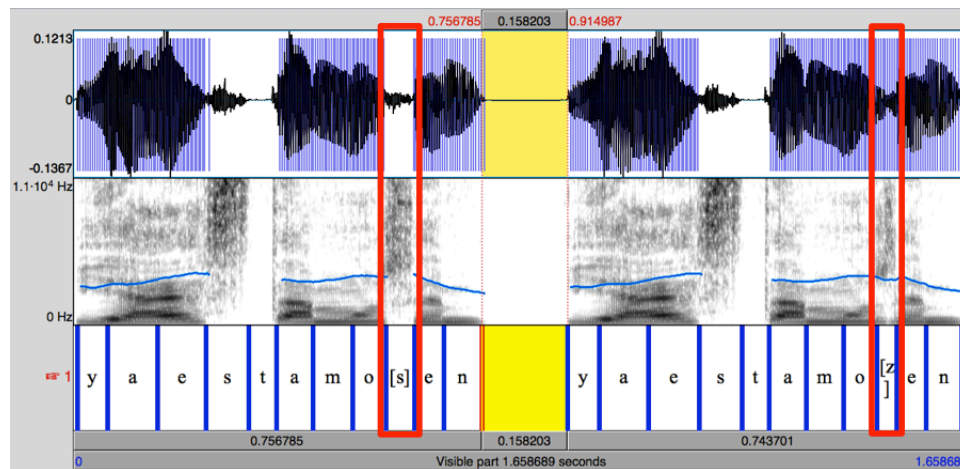 0.756785 0.158203 0.914987
0.1213
0
-0.1367
1.1·10⁴ Hz
0 Hz
☞ 1 y a e s t a m o [s] e n y a e s t a m o [z] e n
0.756785 0.158203 0.743701
0 Visible part 1.658689 seconds 1.65868